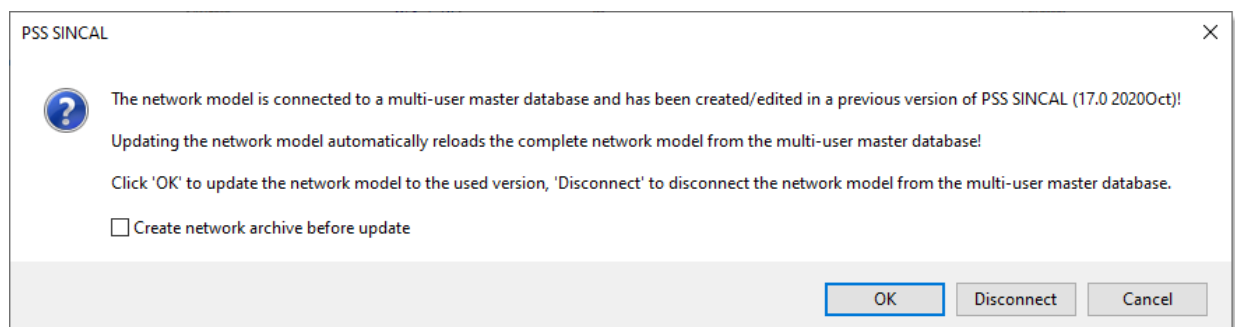 PSS SINCAL
The network model is connected to a multi-user master database and has been created/edited in a previous version of PSS SINCAL (17.0 2020Oct)!
Updating the network model automatically reloads the complete network model from the multi-user master database!
Click 'OK' to update the network model to the used version, 'Disconnect' to disconnect the network model from the multi-user master database.
Create network archive before update
OK Disconnect Cancel